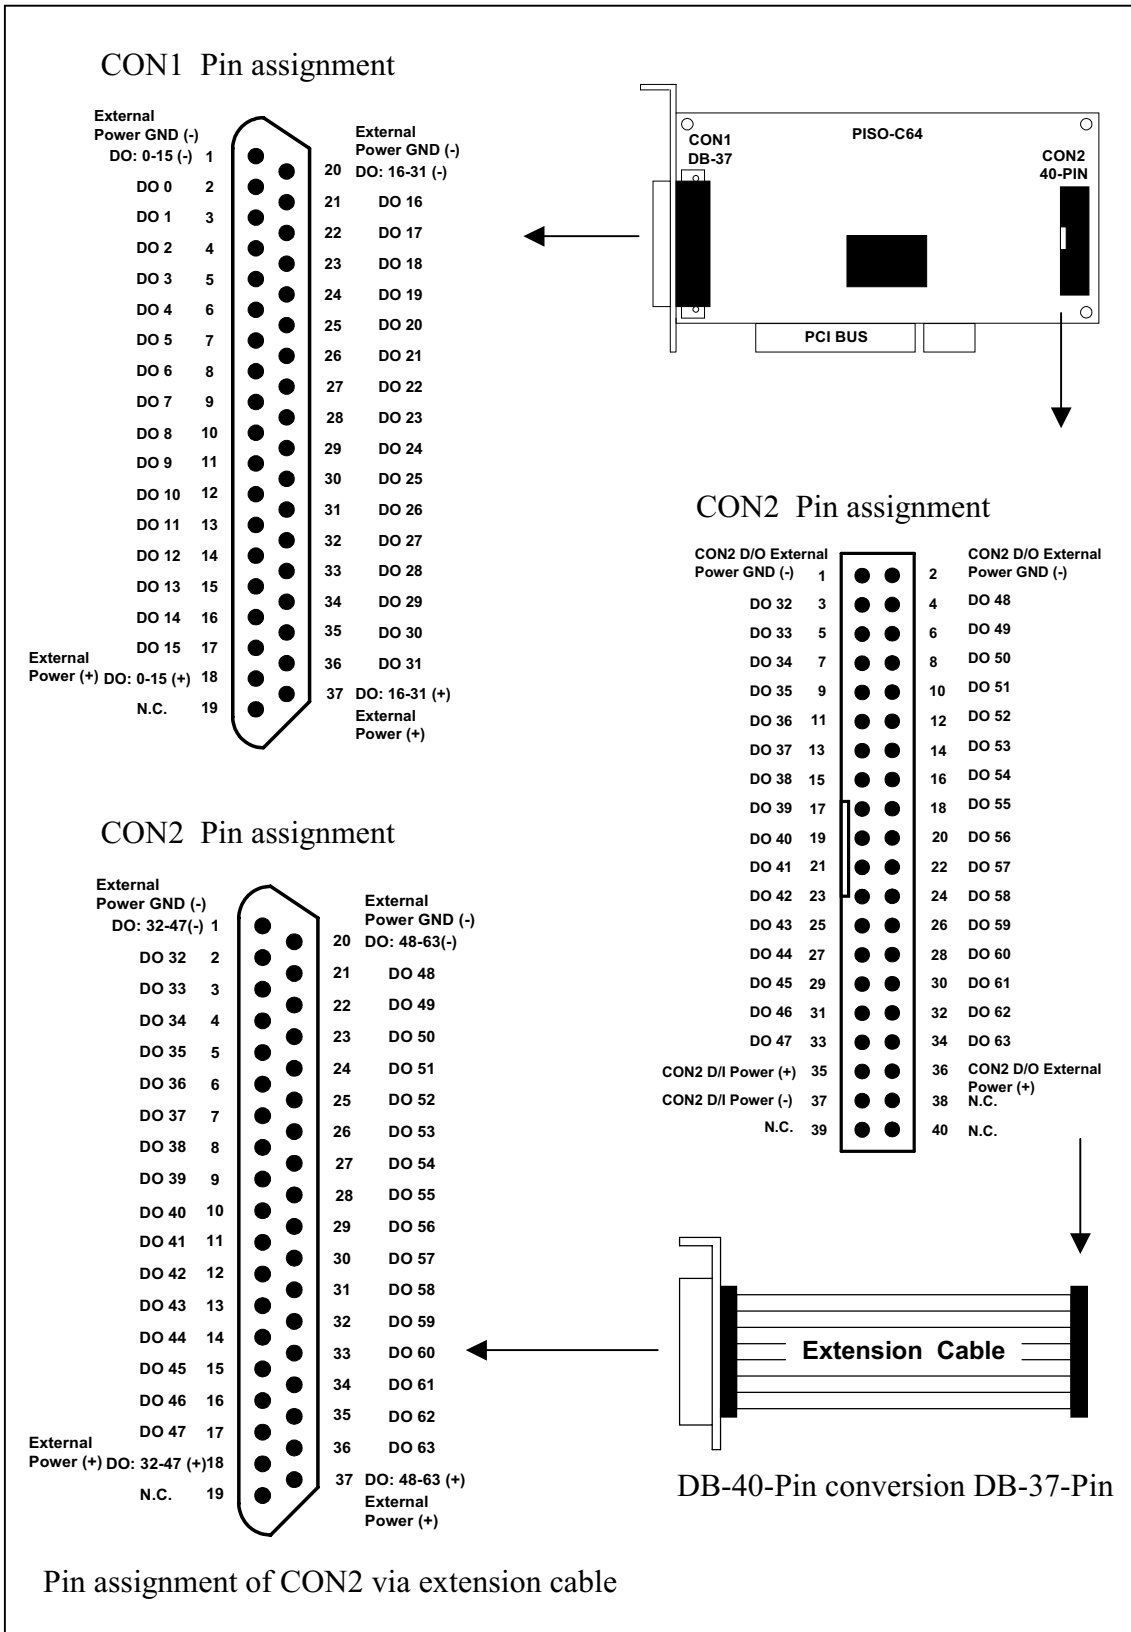 CON1 Pin assignment
External
Power GND (-)
DO: 0-15 (-) 1
DO 0 2
DO 1 3
DO 2 4
DO 3 5
DO 4 6
DO 5 7
DO 6 8
DO 7 9
DO 8 10
DO 9 11
DO 10 12
DO 11 13
DO 12 14
DO 13 15
DO 14 16
DO 15 17
External
Power (+) DO: 0-15 (+) 18
N.C. 19
External
Power GND (-)
20 DO: 16-31 (-)
21 DO 16
22 DO 17
23 DO 18
24 DO 19
25 DO 20
26 DO 21
27 DO 22
28 DO 23
29 DO 24
30 DO 25
31 DO 26
32 DO 27
33 DO 28
34 DO 29
35 DO 30
36 DO 31
37 DO: 16-31 (+)
External
Power (+)
CON1
DB-37
PISO-C64
CON2
40-PIN
PCI BUS
CON2 Pin assignment
CON2 D/O External
Power GND (-) 1
DO 32 3
DO 33 5
DO 34 7
DO 35 9
DO 36 11
DO 37 13
DO 38 15
DO 39 17
DO 40 19
DO 41 21
DO 42 23
DO 43 25
DO 44 27
DO 45 29
DO 46 31
DO 47 33
CON2 D/I Power (+) 35
CON2 D/I Power (-) 37
N.C. 39
CON2 D/O External
2 Power GND (-)
4 DO 48
6 DO 49
8 DO 50
10 DO 51
12 DO 52
14 DO 53
16 DO 54
18 DO 55
20 DO 56
22 DO 57
24 DO 58
26 DO 59
28 DO 60
30 DO 61
32 DO 62
34 DO 63
36 CON2 D/O External
Power (+)
38 N.C.
40 N.C.
CON2 Pin assignment
External
Power GND (-)
DO: 32-47(-) 1
DO 32 2
DO 33 3
DO 34 4
DO 35 5
DO 36 6
DO 37 7
DO 38 8
DO 39 9
DO 40 10
DO 41 11
DO 42 12
DO 43 13
DO 44 14
DO 45 15
DO 46 16
DO 47 17
External
Power (+) DO: 32-47 (+) 18
N.C. 19
External
Power GND (-)
20 DO: 48-63(-)
21 DO 48
22 DO 49
23 DO 50
24 DO 51
25 DO 52
26 DO 53
27 DO 54
28 DO 55
29 DO 56
30 DO 57
31 DO 58
32 DO 59
33 DO 60
34 DO 61
35 DO 62
36 DO 63
37 DO: 48-63 (+)
External
Power (+)
Extension Cable
DB-40-Pin conversion DB-37-Pin
Pin assignment of CON2 via extension cable